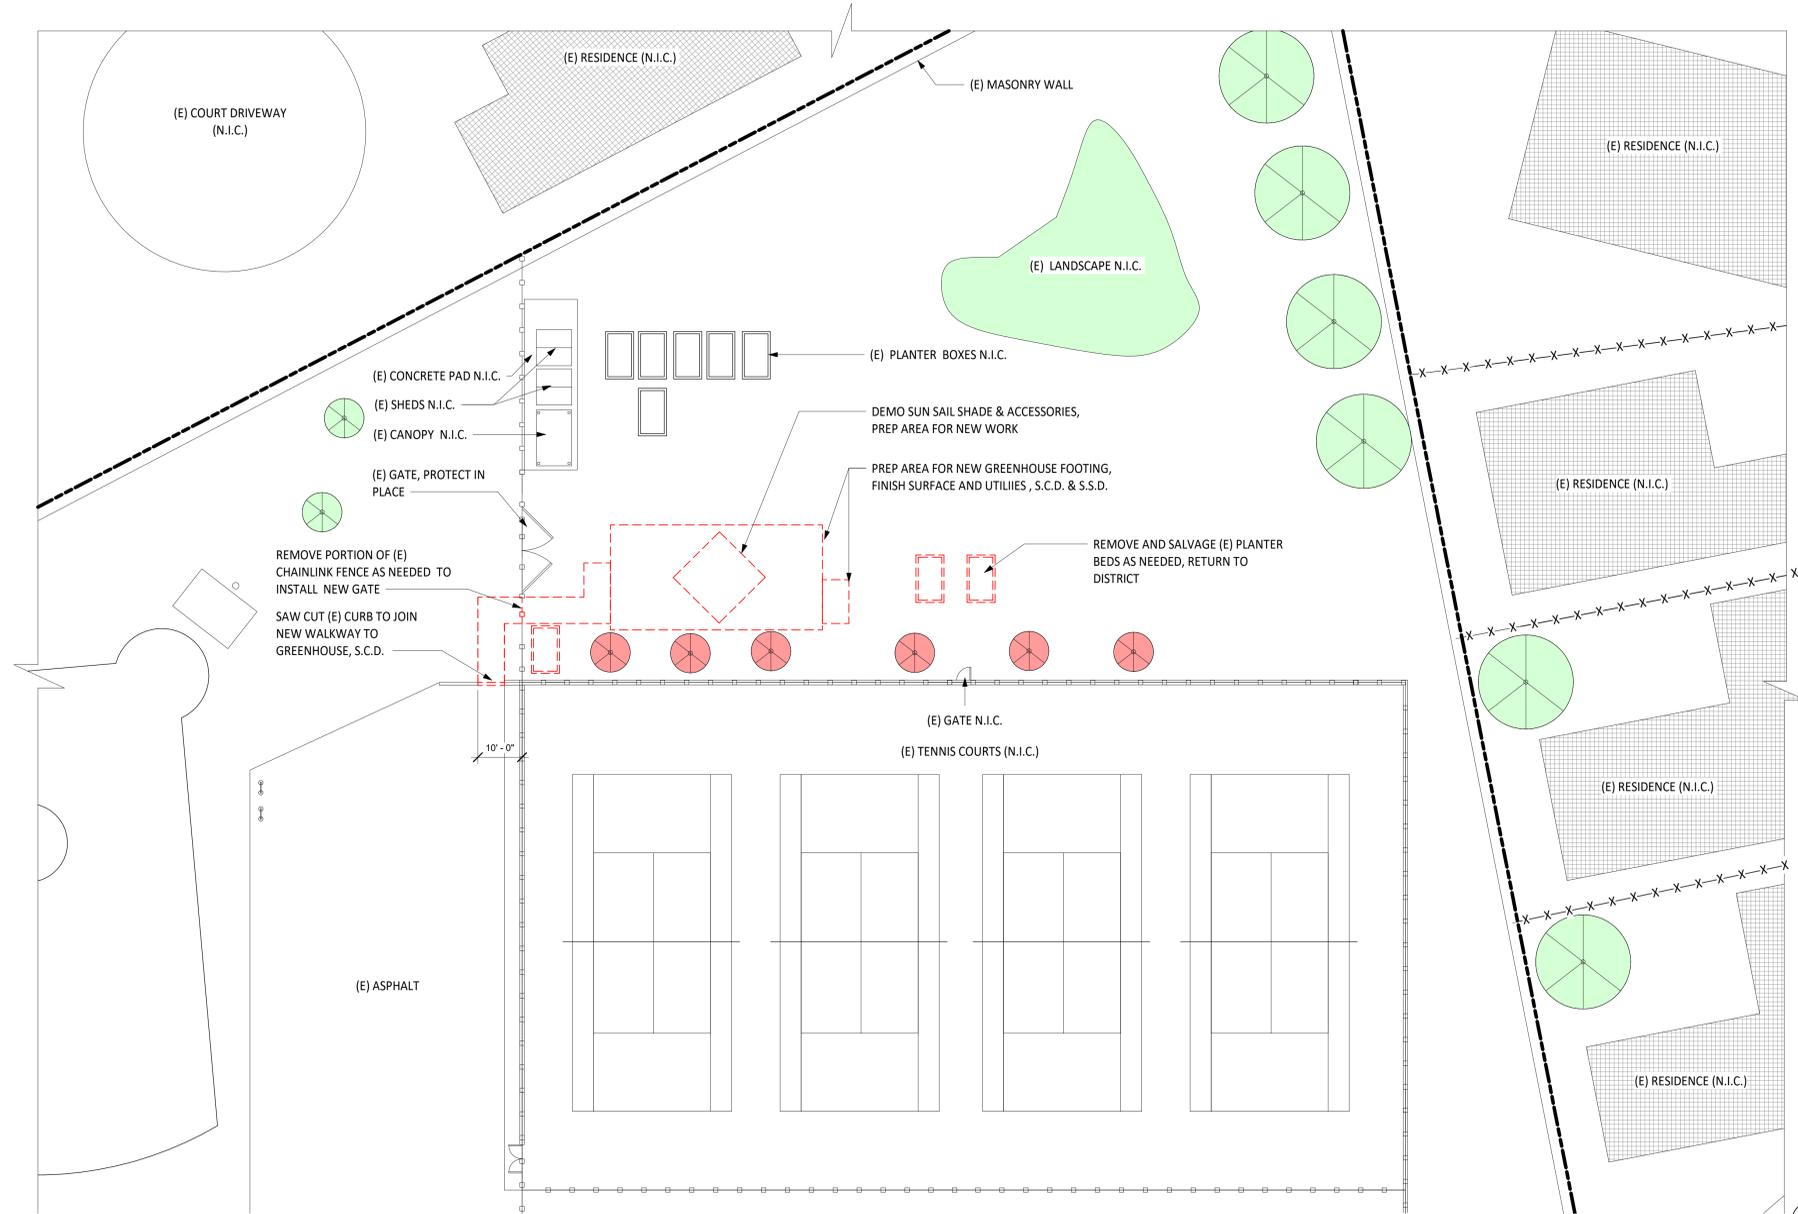 (E) RESIDENCE (N.I.C.)
(E) MASONRY WALL
(E) COURT DRIVEWAY
(N.I.C.)
(E) RESIDENCE (N.I.C.)
(E)  LANDSCAPE N.I.C.
(E)  PLANTER  BOXES N.I.C.
(E) CONCRETE PAD N.I.C.
(E) SHEDS N.I.C.
(E) CANOPY  N.I.C.
DEMO SUN SAIL SHADE & ACCESSORIES,
PREP AREA FOR NEW WORK
(E) GATE, PROTECT IN
PLACE
PREP AREA FOR NEW GREENHOUSE FOOTING,
FINISH SURFACE AND UTILIIES , S.C.D. & S.S.D.
(E) RESIDENCE (N.I.C.)
REMOVE PORTION OF (E)
CHAINLINK FENCE AS NEEDED  TO
INSTALL  NEW GATE
REMOVE AND SALVAGE (E) PLANTER
BEDS AS NEEDED, RETURN TO
DISTRICT
SAW CUT (E) CURB TO JOIN
NEW WALKWAY TO
GREENHOUSE, S.C.D.
(E) GATE N.I.C.
10' - 0"
(E) TENNIS COURTS (N.I.C.)
(E) RESIDENCE (N.I.C.)
(E) ASPHALT
(E) RESIDENCE (N.I.C.)